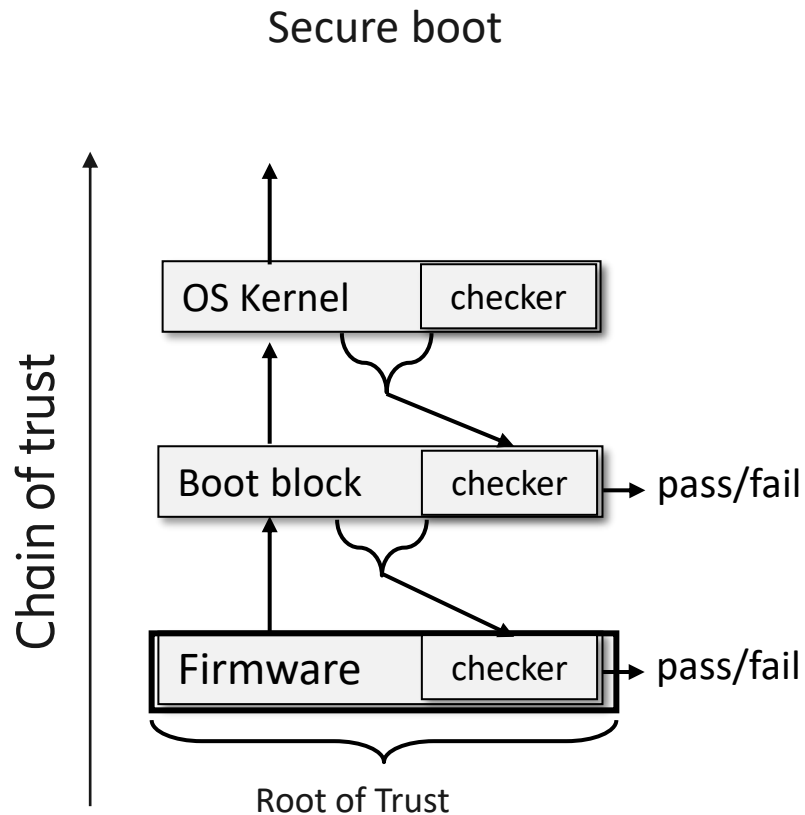 Secure boot
OS Kernel
checker
Boot block
checker
pass/fail
Firmware
checker
pass/fail
Root of Trust
Chain of trust